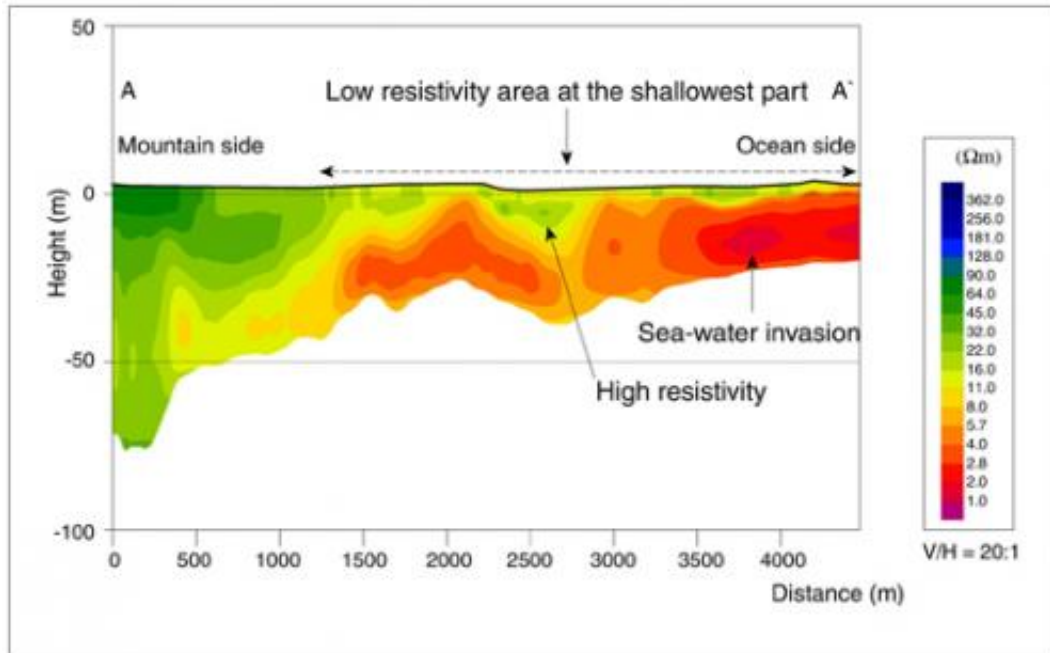 50
A
Low resistivity area at the shallowest part
A`
Mountain side
Ocean side
0
Height (m)
Sea-water invasion
-50
High resistivity
-100
0 500 1000 1500 2000 2500 3000 3500 4000
Distance (m)
(Ωm)
362.0
256.0
181.0
128.0
90.0
64.0
45.0
32.0
22.0
16.0
11.0
8.0
5.7
4.0
2.8
2.0
1.0
V/H = 20:1